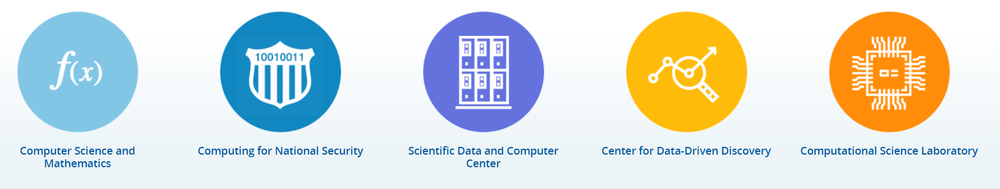 f(x)
10010011
Computer Science and
Mathematics
Computing for National Security
Scientific Data and Computer
Center
Center for Data-Driven Discovery
Computational Science Laboratory